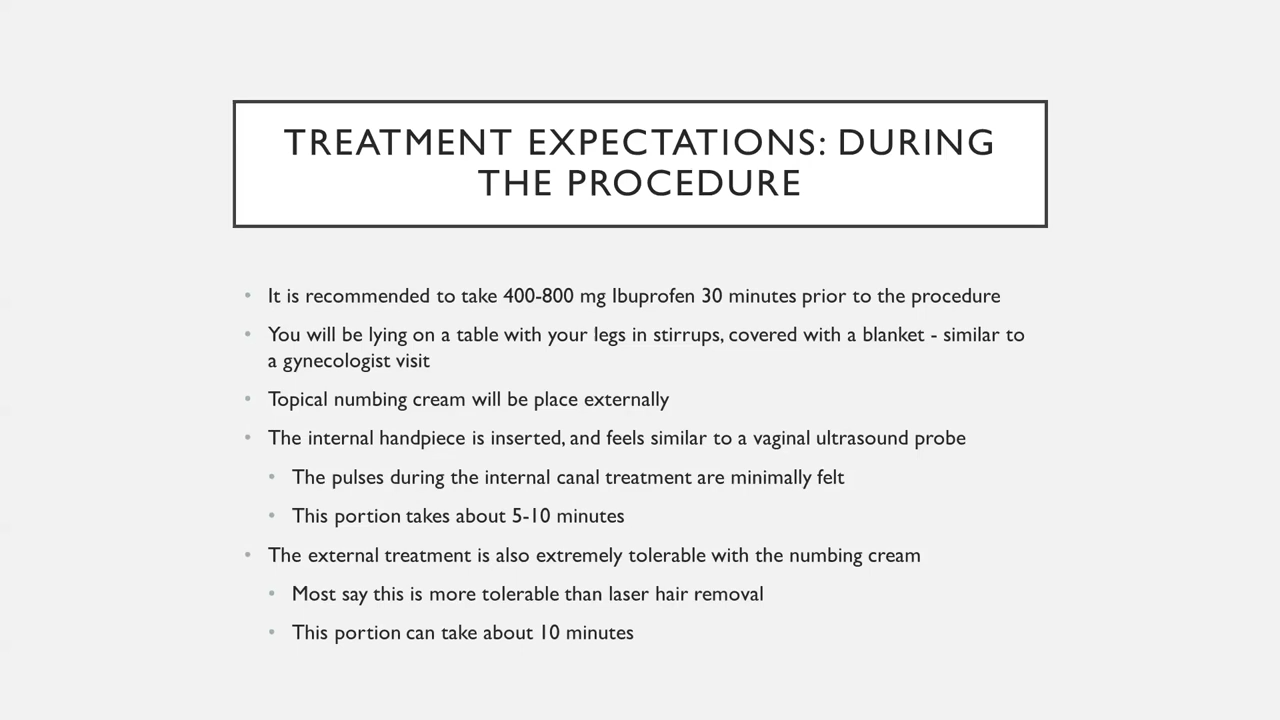 TREATMENT EXPECTATIONS: DURING
THE PROCEDURE
• It is recommended to take 400-800 mg Ibuprofen 30 minutes prior to the procedure
• You will be lying on a table with your legs in stirrups, covered with a blanket - similar to
a gynecologist visit
• Topical numbing cream will be place externally
• The internal handpiece is inserted, and feels similar to a vaginal ultrasound probe
• The pulses during the internal canal treatment are minimally felt
• This portion takes about 5-10 minutes
• The external treatment is also extremely tolerable with the numbing cream
• Most say this is more tolerable than laser hair removal
• This portion can take about 10 minutes